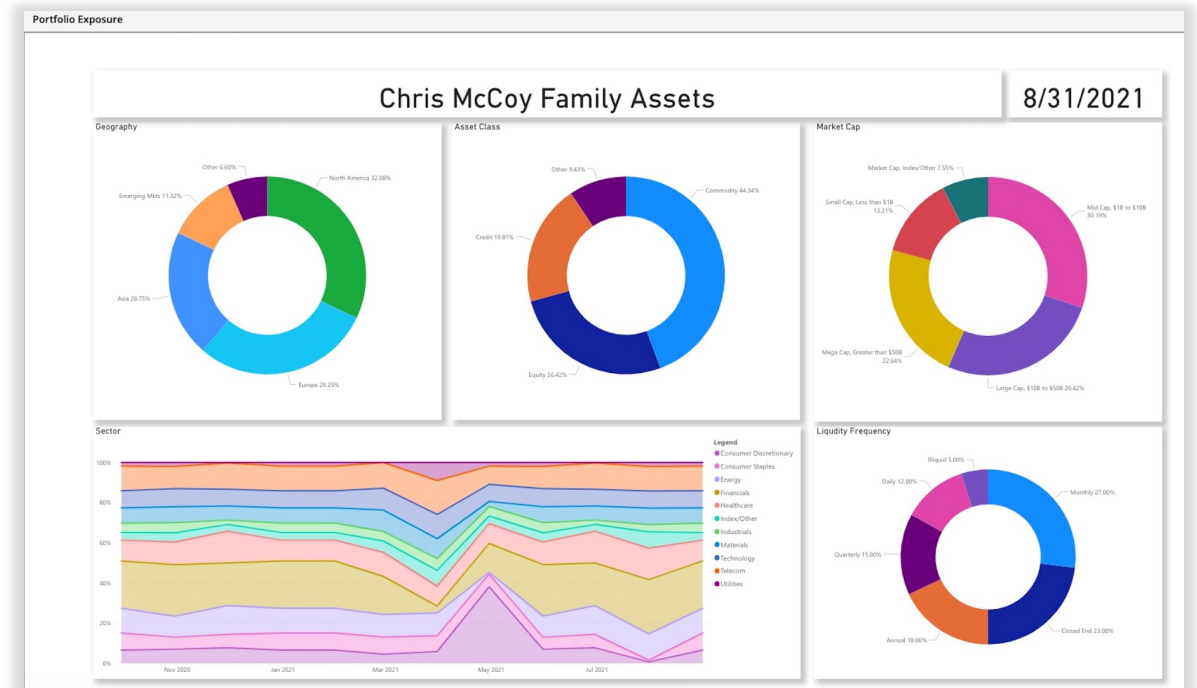 Portfolio Exposure
Chris McCoy Family Assets
8/31/2021
Geography
Other 6.60%
North America 32.08%
Emerging Mkts 11.32%
Asia 20.75%
Europe 29.25%
Asset Class
Other 9.43%
Commodity 44.34%
Credit 19.81%
Equity 26.42%
Market Cap
Market Cap, Index/Other 7.55%
Small Cap, Less than $1B
13.21%
Mid Cap, $1B to $10B
30.19%
Mega Cap, Greater than $50B
22.64%
Large Cap, $10B to $50B 26.42%
Sector
100%
80%
60%
40%
20%
0%
Nov 2020
Jan 2021
Mar 2021
May 2021
Jul 2021
Legend
Consumer Discretionary
Consumer Staples
Energy
Financials
Healthcare
Index/Other
Industrials
Materials
Technology
Telecom
Utilities
Liqudity Frequency
Illiquid 5.00%
Daily 12.00%
Monthly 27.00%
Quarterly 15.00%
Annual 18.00%
Closed End 23.00%